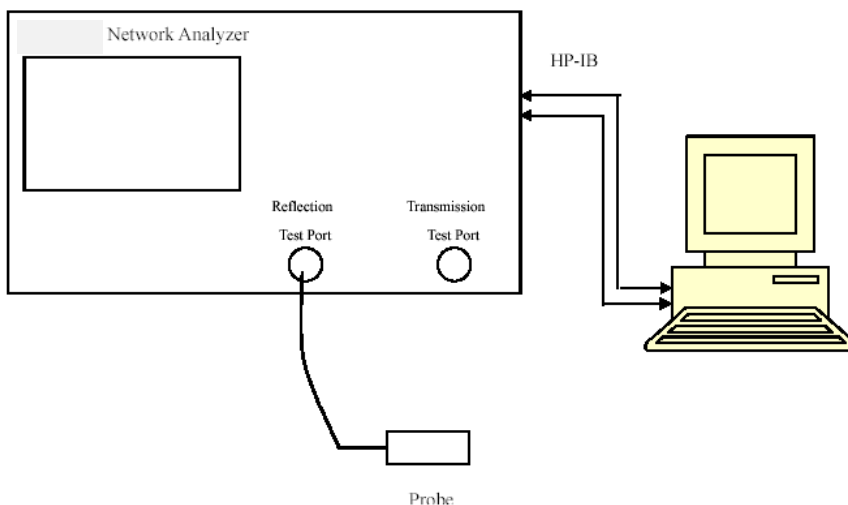 Network Analyzer
HP-IB
Reflection
Test Port
Transmission
Test Port
Probe